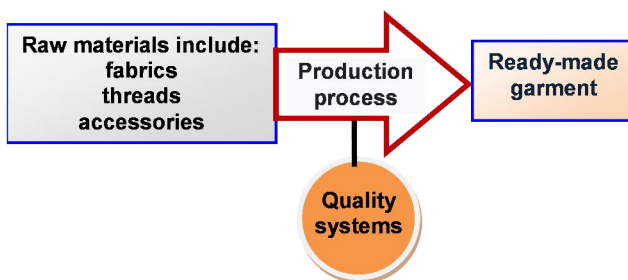 Raw materials include:
fabrics
threads
accessories
Production
process
Ready-made
garment
Quality
systems